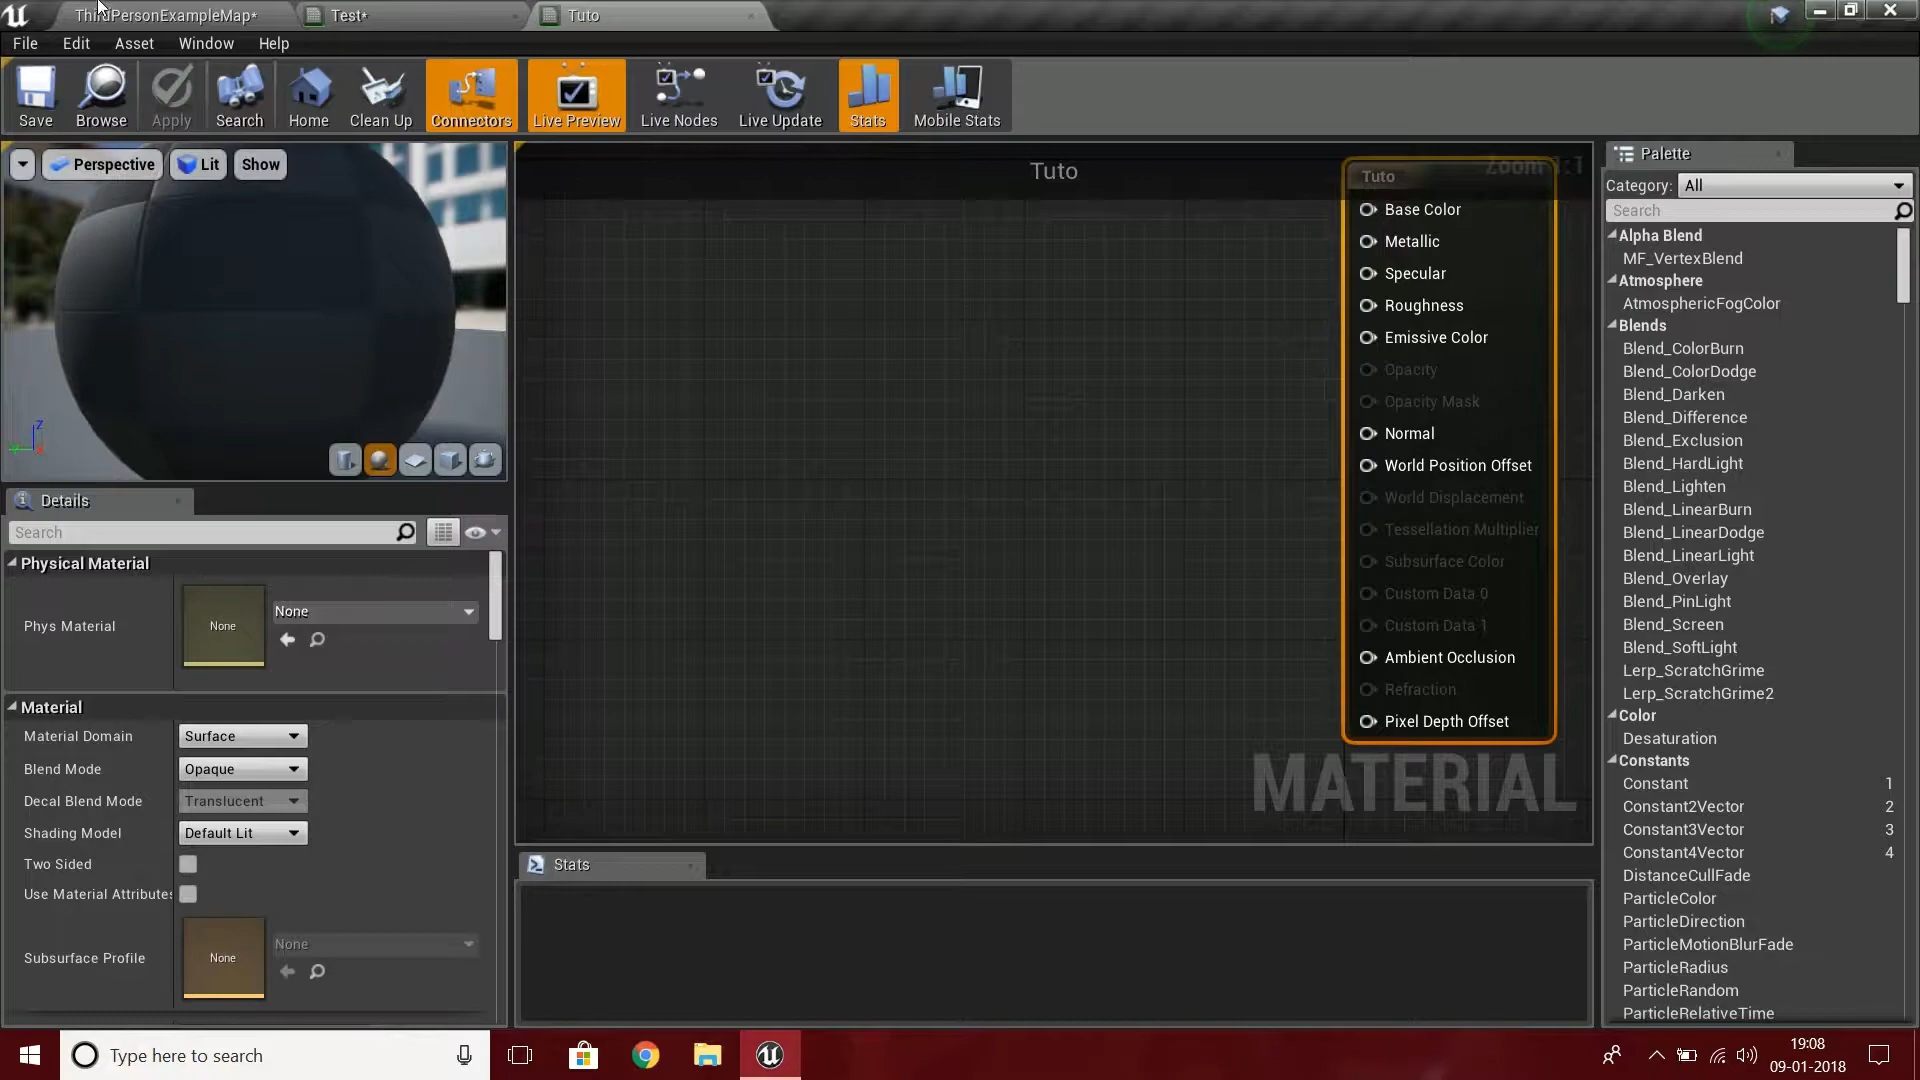 ThirdPersonExampleMap*
Test*
Tuto
File
Edit
Asset
Window
Help
Save
Browse
Apply
Search
Home
Clean Up
Connectors
Live Preview
Live Nodes
Live Update
Stats
Mobile Stats
Perspective
Lit
Show
Z
Details
Search
Physical Material
Phys Material
None
None
Material
Material Domain
Surface
Blend Mode
Opaque
Decal Blend Mode
Translucent
Shading Model
Default Lit
Two Sided
Use Material Attributes
Subsurface Profile
None
None
Tuto
Zoom 1:1
Tuto
Base Color
Metallic
Specular
Roughness
Emissive Color
Opacity
Opacity Mask
Normal
World Position Offset
World Displacement
Tessellation Multiplier
Subsurface Color
Custom Data 0
Custom Data 1
Ambient Occlusion
Refraction
Pixel Depth Offset
MATERIAL
Stats
Palette
Category:
All
Search
Alpha Blend
MF_VertexBlend
Atmosphere
AtmosphericFogColor
Blends
Blend_ColorBurn
Blend_ColorDodge
Blend_Darken
Blend_Difference
Blend_Exclusion
Blend_HardLight
Blend_Lighten
Blend_LinearBurn
Blend_LinearDodge
Blend_LinearLight
Blend_Overlay
Blend_PinLight
Blend_Screen
Blend_SoftLight
Lerp_ScratchGrime
Lerp_ScratchGrime2
Color
Desaturation
Constants
Constant 1
Constant2Vector 2
Constant3Vector 3
Constant4Vector 4
DistanceCullFade
ParticleColor
ParticleDirection
ParticleMotionBlurFade
ParticleRadius
ParticleRandom
ParticleRelativeTime
Type here to search
19:08
09-01-2018